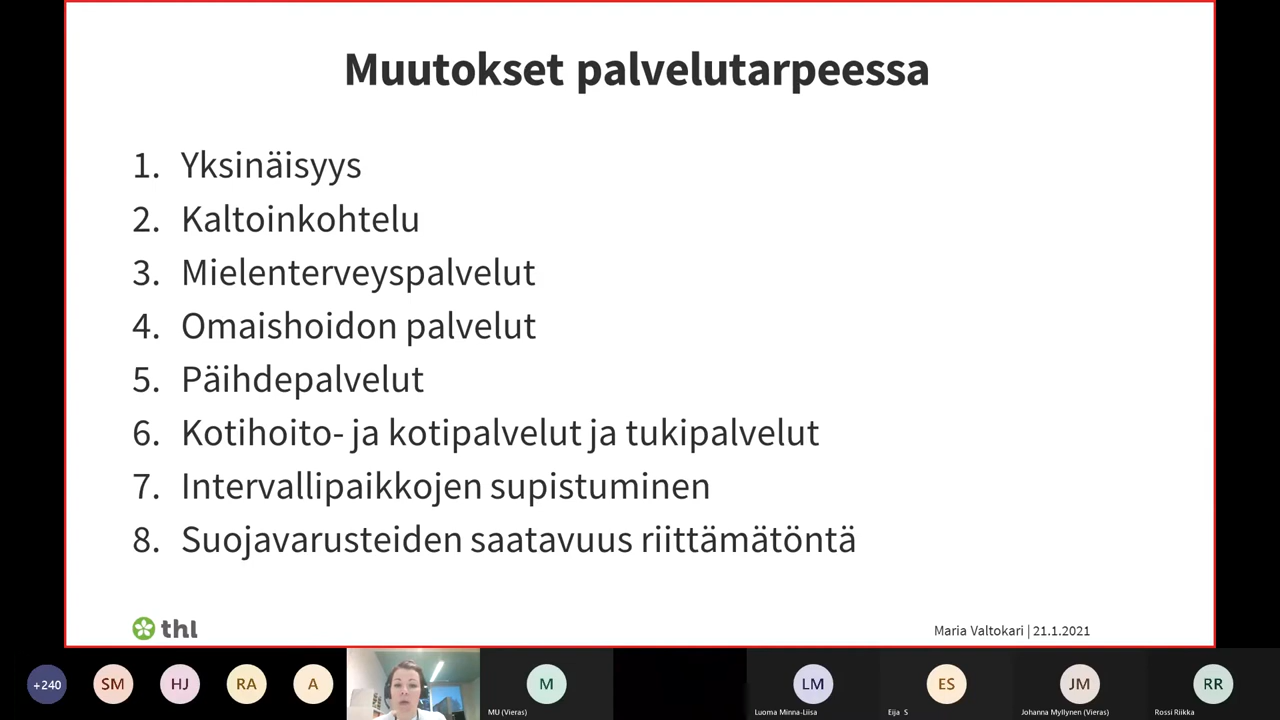 Muutokset palvelutarpeessa
1. Yksinäisyys
2. Kaltoinkohtelu
3. Mielenterveyspalvelut
4. Omaishoidon palvelut
5. Päihdepalvelut
6. Kotihoito- ja kotipalvelut ja tukipalvelut
7. Intervallipaikkojen supistuminen
8. Suojavarusteiden saatavuus riittämätöntä
thl
Maria Valtokari | 21.1.2021
+240 SM HJ RA A M LM ES JM RR
MU (Vieras) Luoma Minna-Liisa Eija S Johanna Myllynen (Vieras) Rossi Riikka